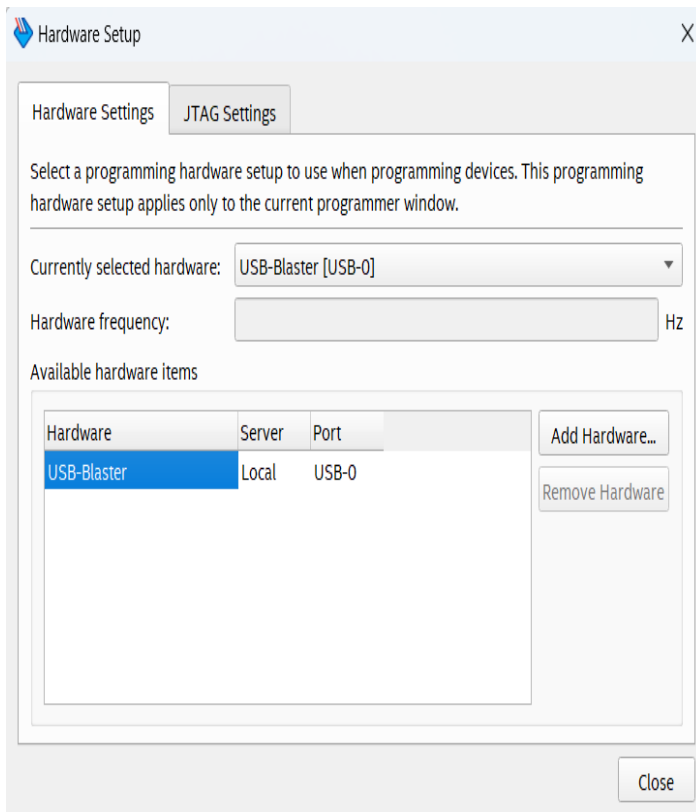 Hardware Setup
X
Hardware Settings
JTAG Settings
Select a programming hardware setup to use when programming devices. This programming
hardware setup applies only to the current programmer window.
Currently selected hardware: USB-Blaster [USB-0]
Hardware frequency: Hz
Available hardware items
Hardware Server Port
USB-Blaster Local USB-0
Add Hardware...
Remove Hardware
Close